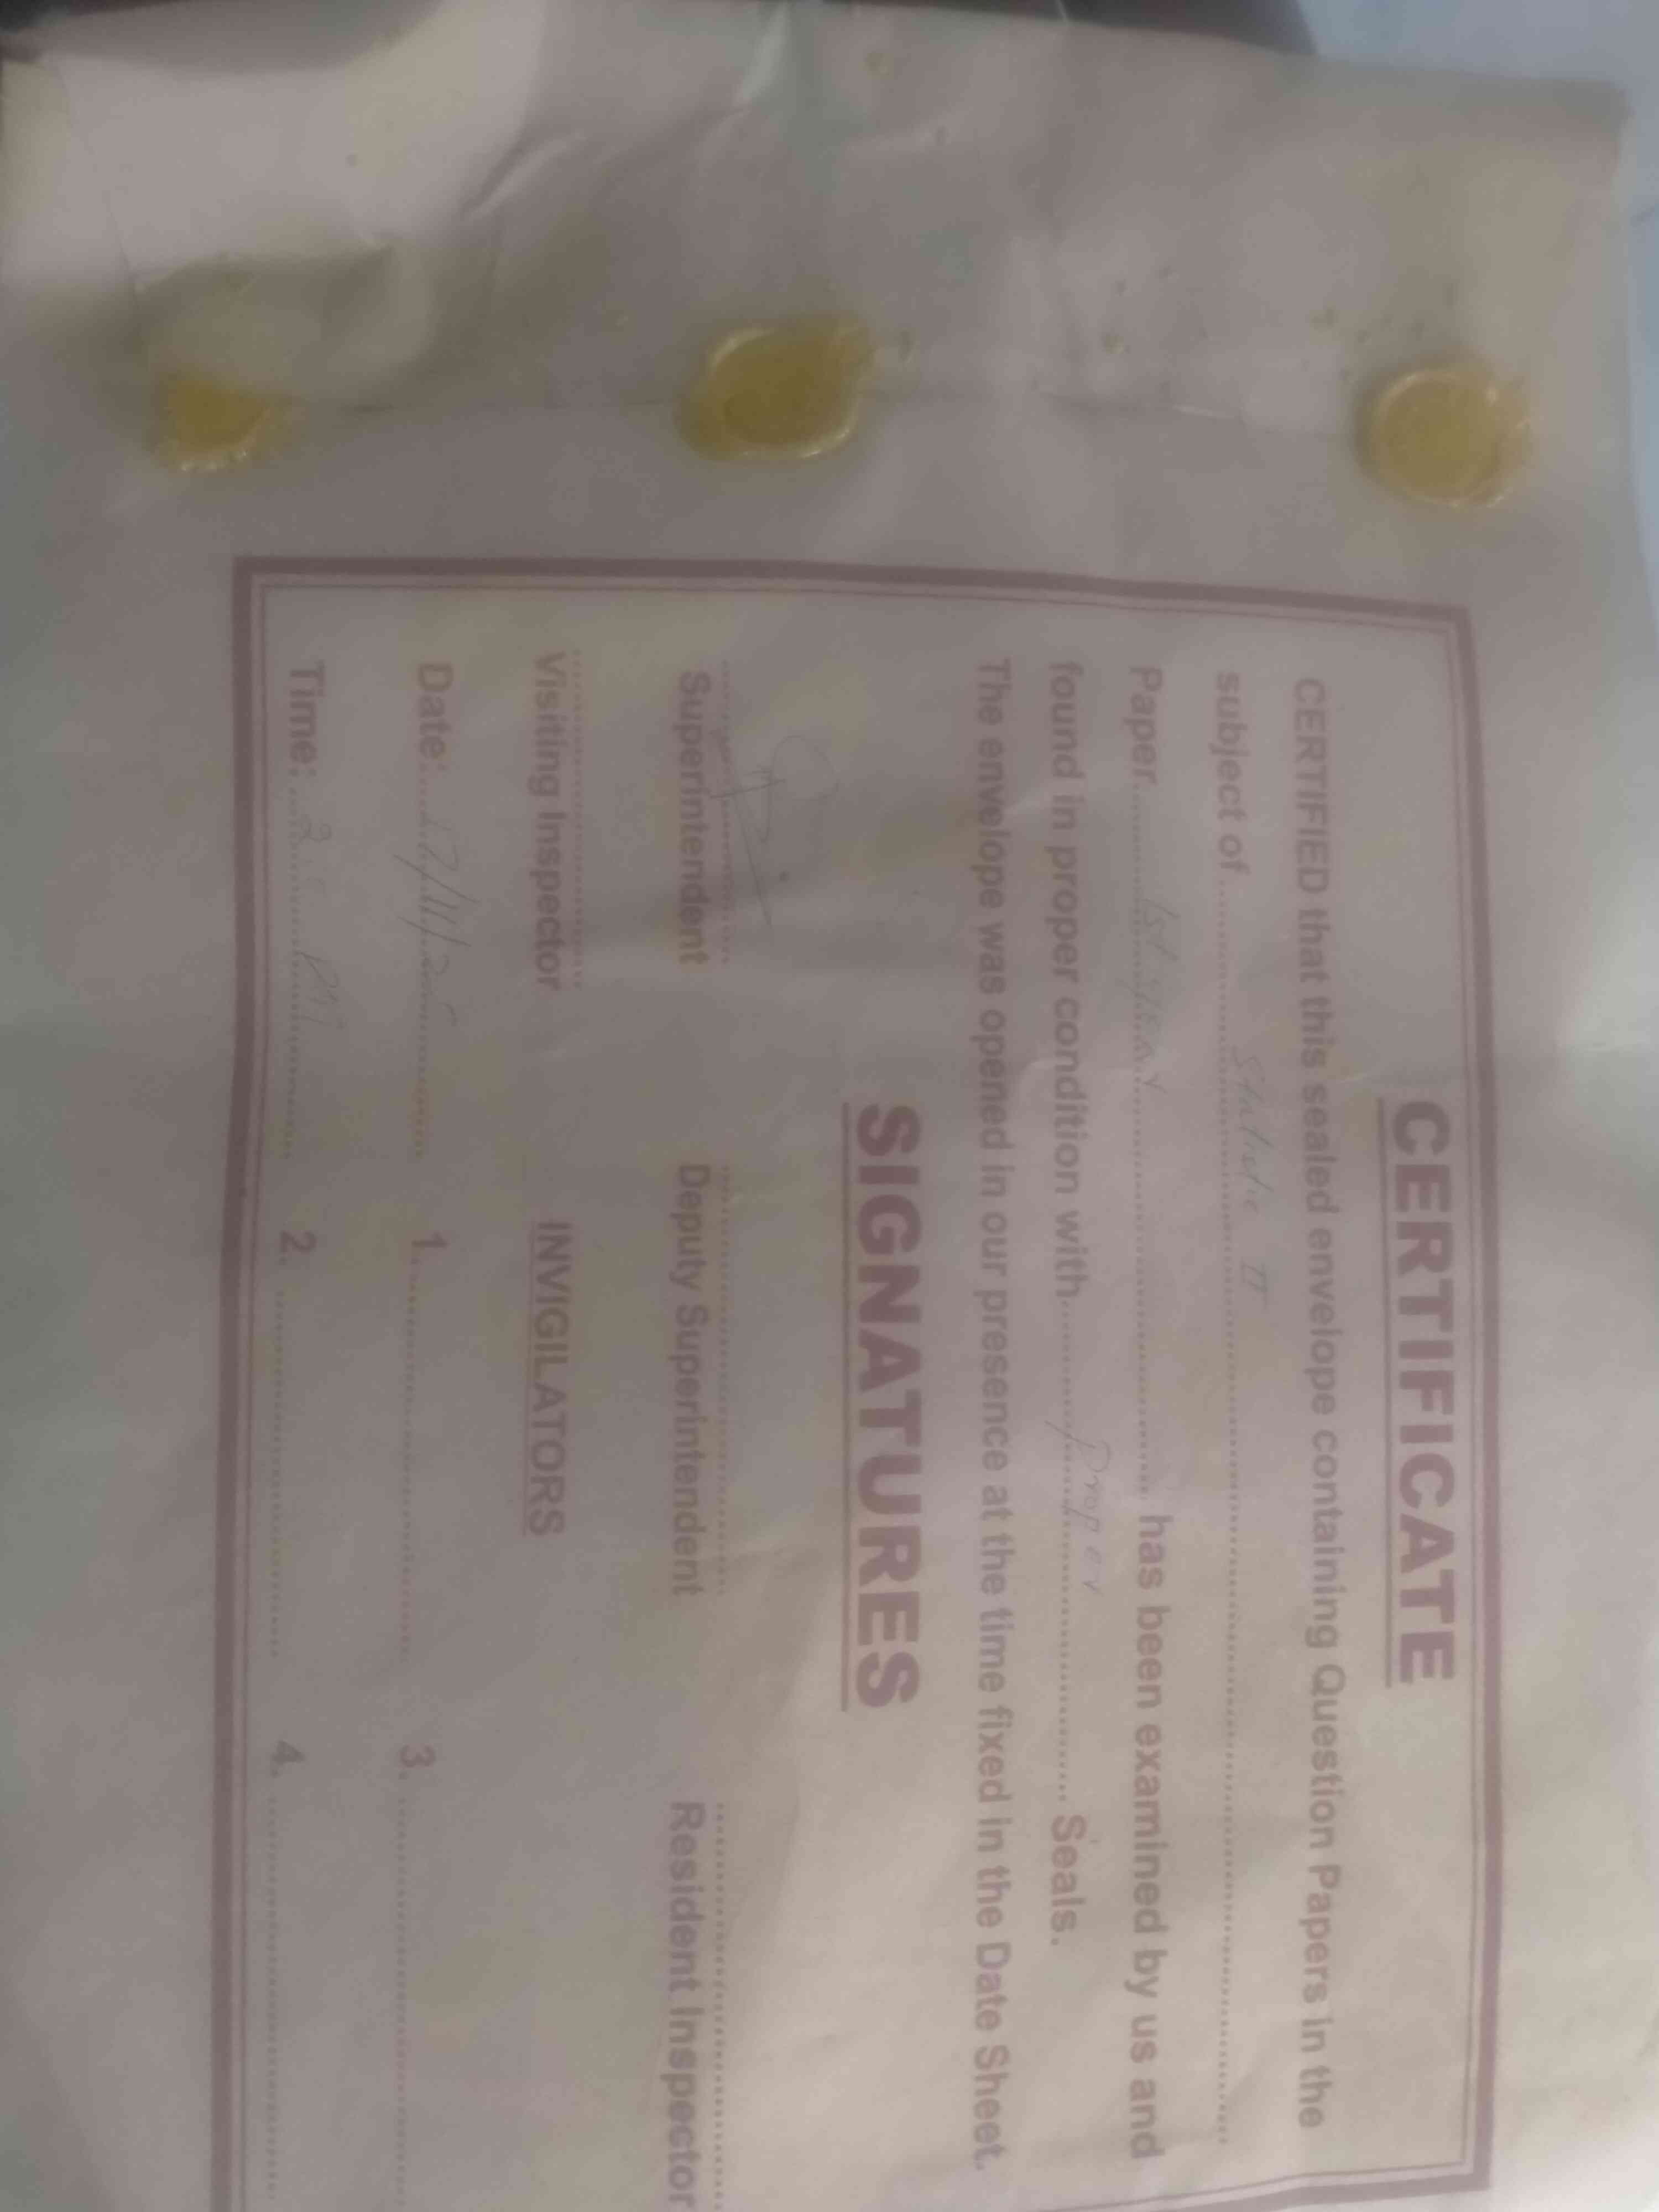 CERTIFICATE
CERTIFIED that this sealed envelope containing Question Papers in the
subject of ........ II ........
Paper........ 1st year ........ has been examined by us and
found in proper condition with........ proper ........ Seals.
The envelope was opened in our presence at the time fixed in the Date Sheet.
SIGNATURES
Superintendent Deputy Superintendent Resident Inspector
Visiting Inspector INVIGILATORS
Date:........ 1......... 3.........
Time:........ 2......... 4.........